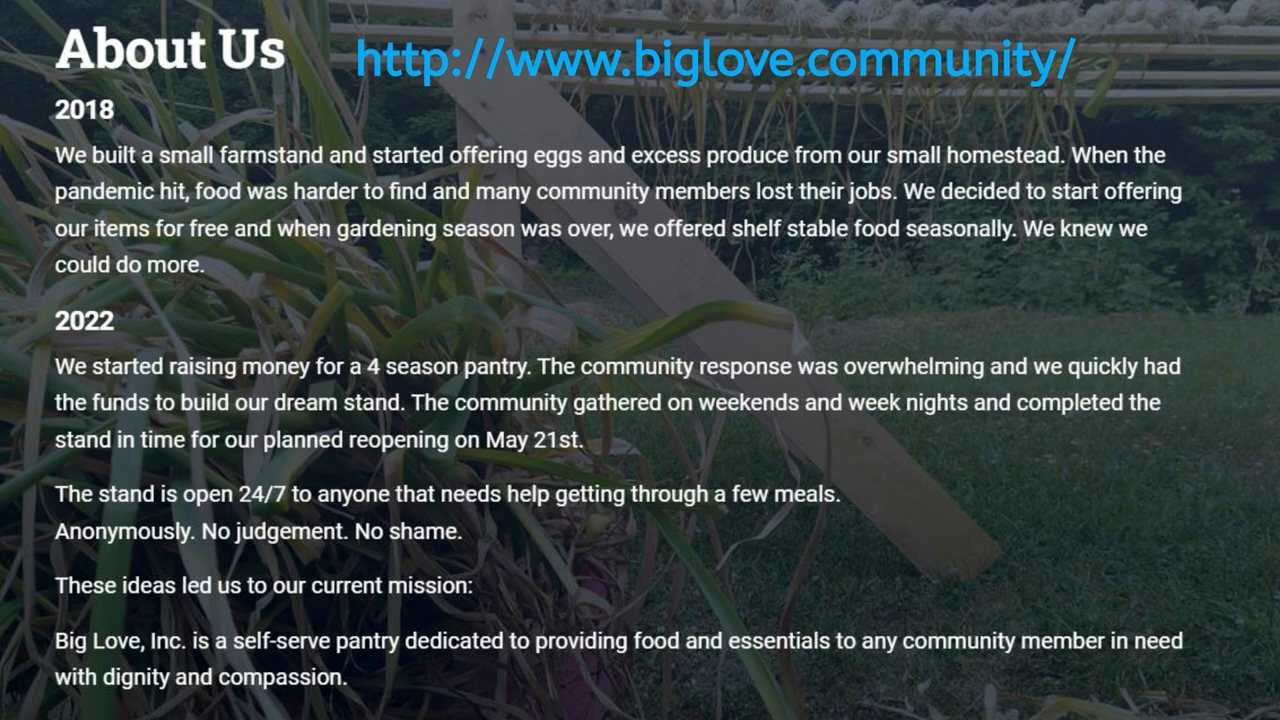 About Us
http://www.biglove.community/
2018
We built a small farmstand and started offering eggs and excess produce from our small homestead. When the
pandemic hit, food was harder to find and many community members lost their jobs. We decided to start offering
our items for free and when gardening season was over, we offered shelf stable food seasonally. We knew we
could do more.
2022
We started raising money for a 4 season pantry. The community response was overwhelming and we quickly had
the funds to build our dream stand. The community gathered on weekends and week nights and completed the
stand in time for our planned reopening on May 21st.
The stand is open 24/7 to anyone that needs help getting through a few meals.
Anonymously. No judgement. No shame.
These ideas led us to our current mission:
Big Love, Inc. is a self-serve pantry dedicated to providing food and essentials to any community member in need
with dignity and compassion.